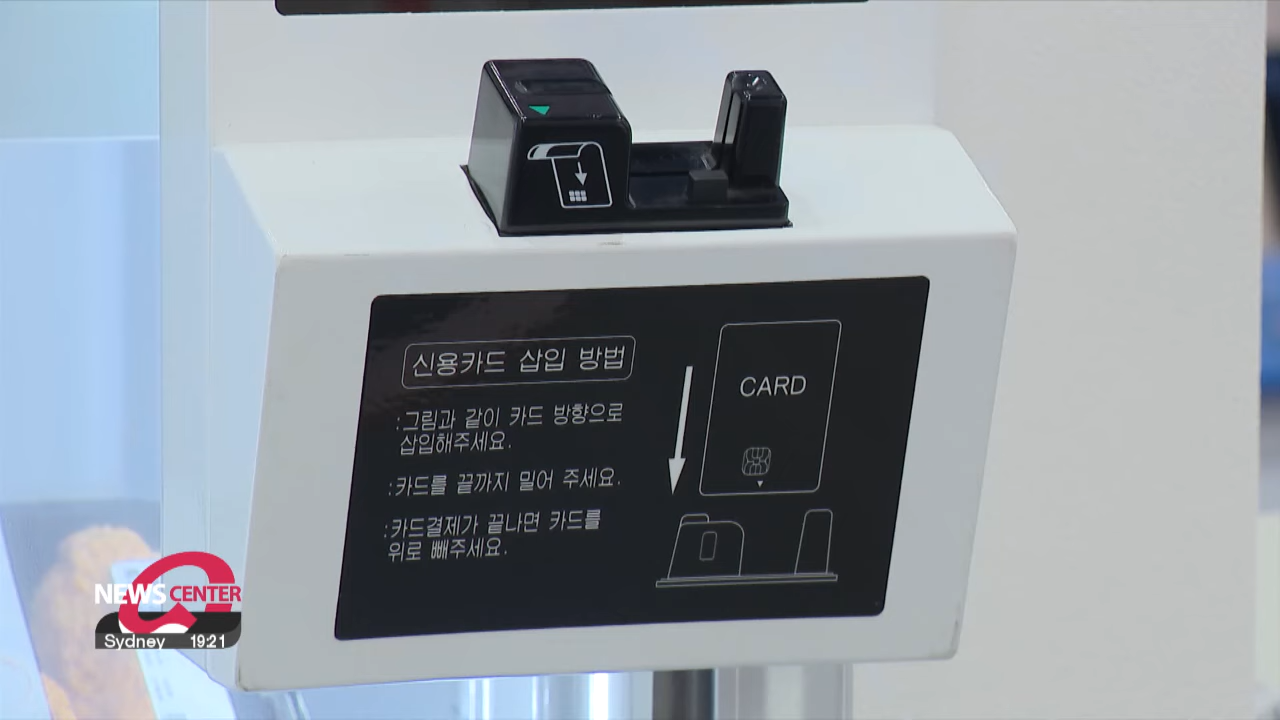 신용카드 삽입 방법
:그림과 같이 카드 방향으로
삽입해주세요.
:카드를 끝까지 밀어 주세요.
:카드결제가 끝나면 카드를
위로 빼주세요.
CARD
NEWS CENTER
Sydney 19:21